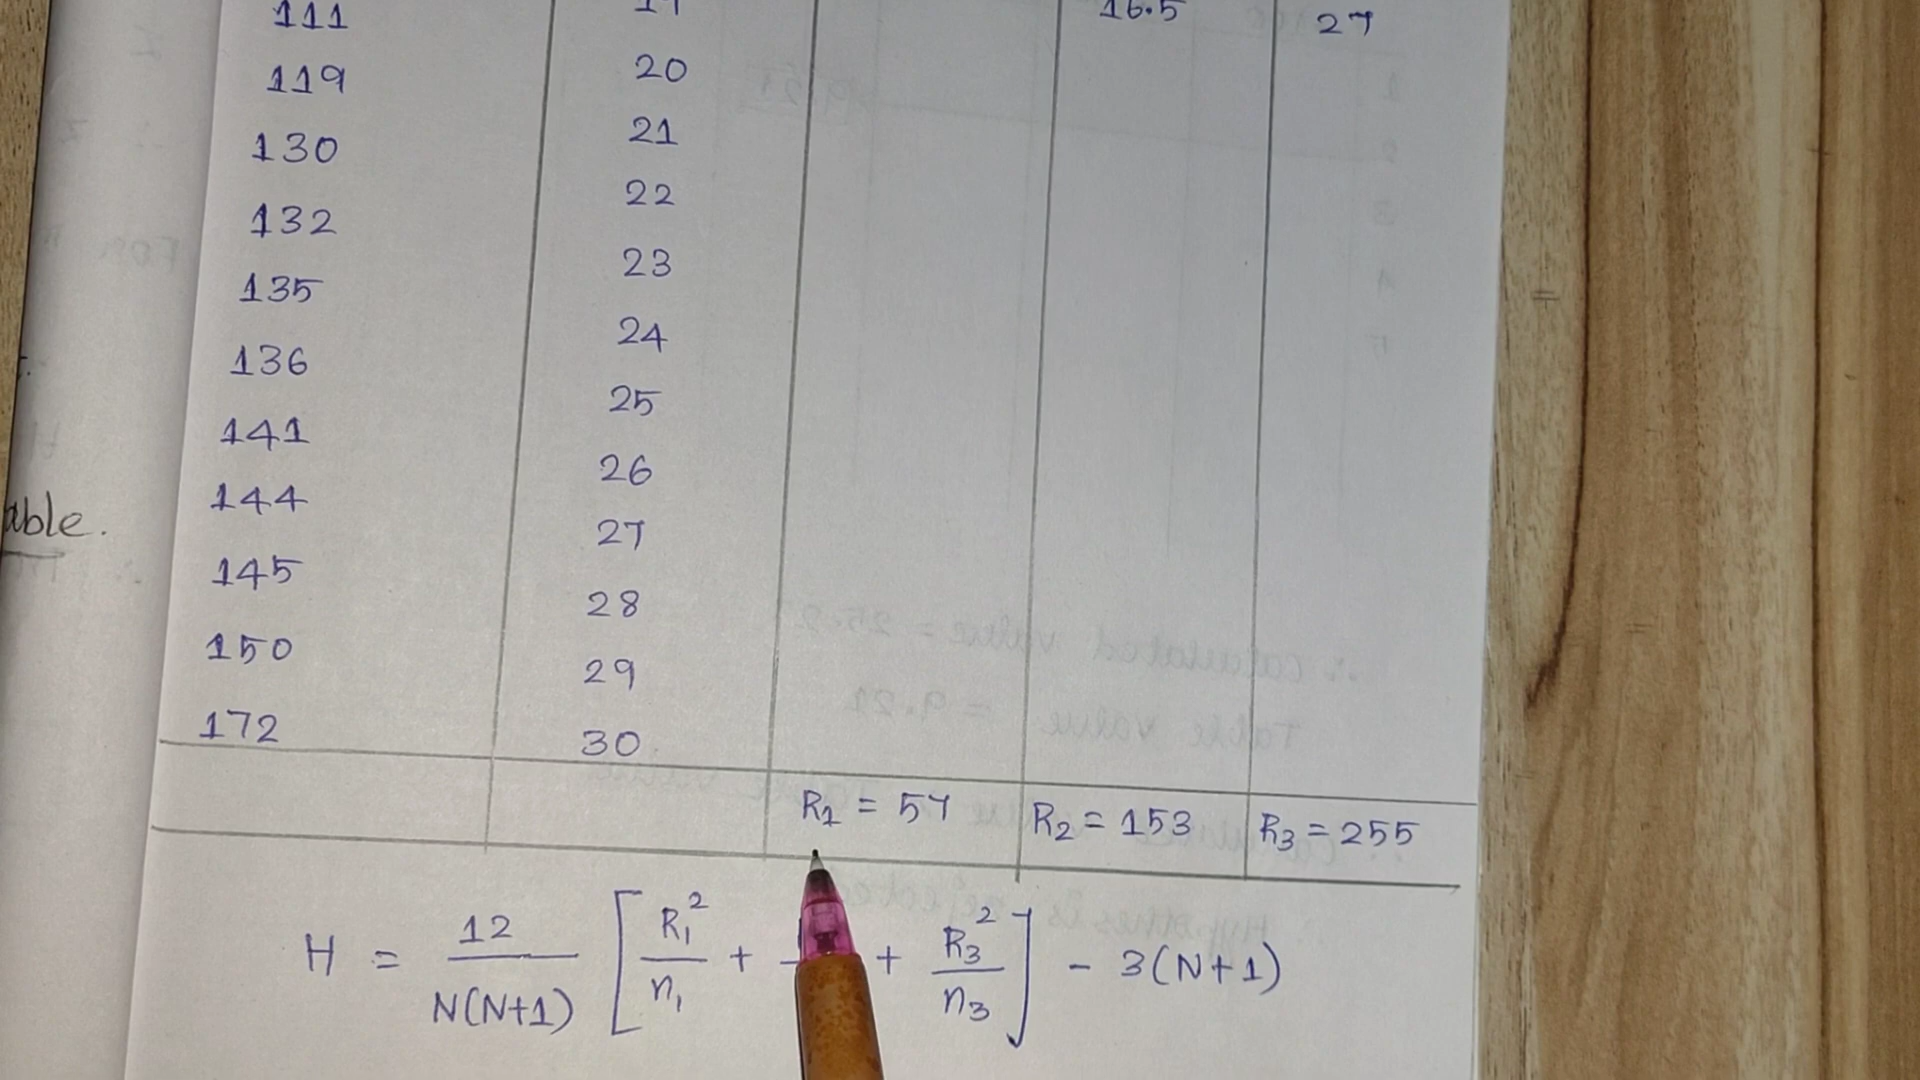 111 19 16.5 27
119 20
130 21
132 22
135 23
136 24
141 25
144 26
145 27
150 28
172 29
30
R1 = 57 R2 = 153 R3 = 255
H = 12 / N(N+1) [ R1² / n1 + + R3² / n3 ] - 3(N+1)
able.